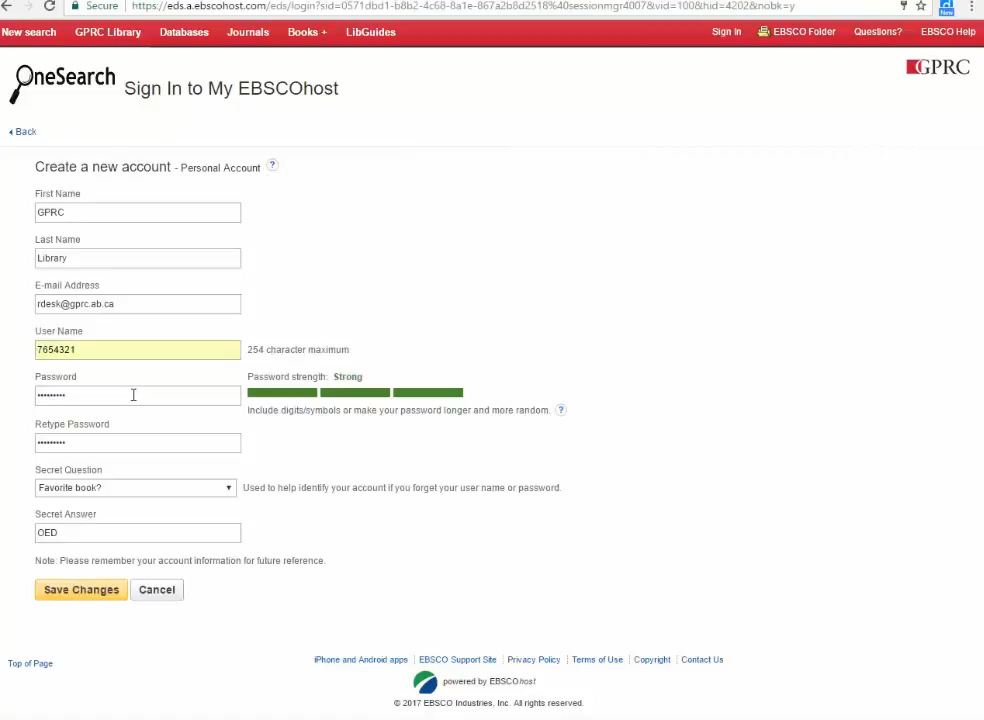 Secure https://eds.a.ebscohost.com/eds/login?sid=0571dbd1-b8b2-4c68-8a1e-867a2b8d2518%40sessionmgr4007&vid=100&hid=4202&nobk=y
New
New search GPRC Library Databases Journals Books + LibGuides Sign In EBSCO Folder Questions? EBSCO Help
OneSearch Sign In to My EBSCOhost GPRC
Back
Create a new account - Personal Account ?
First Name
GPRC
Last Name
Library
E-mail Address
rdesk@gprc.ab.ca
User Name
7654321 254 character maximum
Password Password strength: Strong
•••••••••
Include digits/symbols or make your password longer and more random. ?
Retype Password
•••••••••
Secret Question
Favorite book? Used to help identify your account if you forget your user name or password.
Secret Answer
OED
Note: Please remember your account information for future reference.
Save Changes Cancel
Top of Page iPhone and Android apps EBSCO Support Site Privacy Policy Terms of Use Copyright Contact Us
powered by EBSCOhost
© 2017 EBSCO Industries, Inc. All rights reserved.